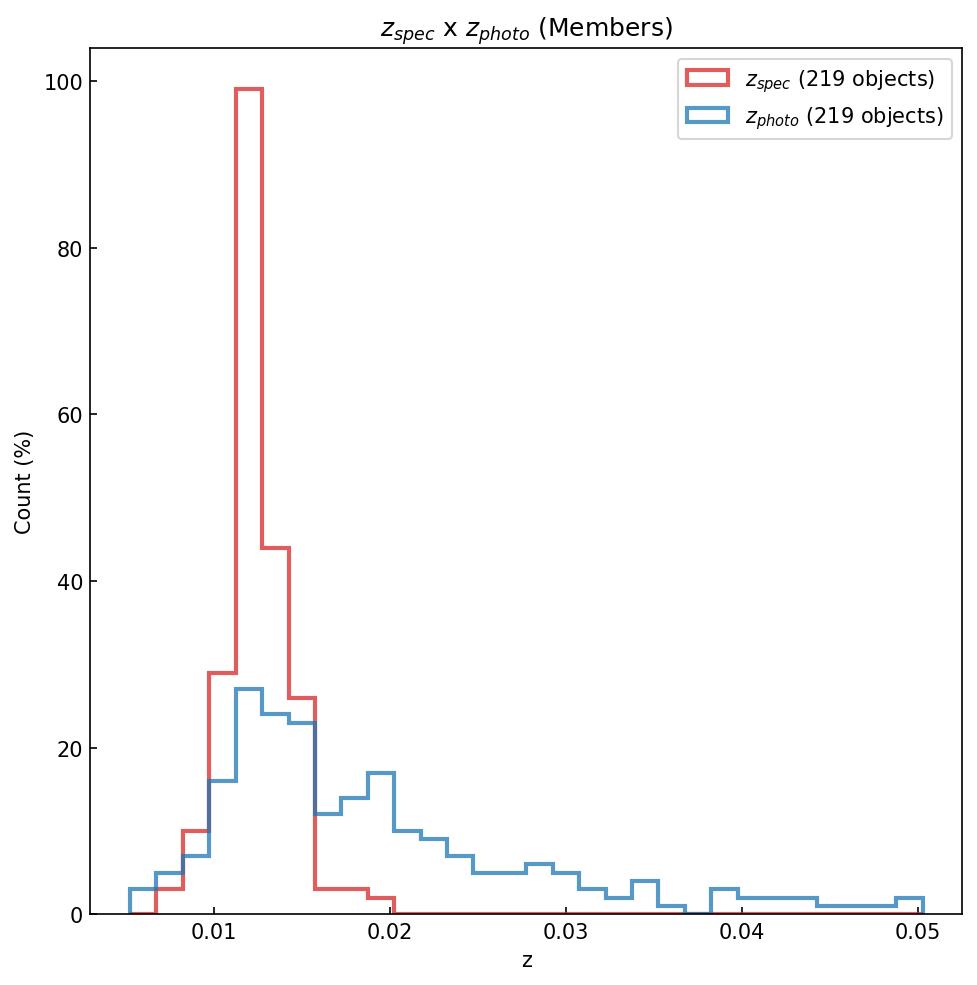 z_spec x z_photo (Members)
z_spec (219 objects)
z_photo (219 objects)
Count (%)
100
80
60
40
20
0
0.01 0.02 0.03 0.04 0.05
z